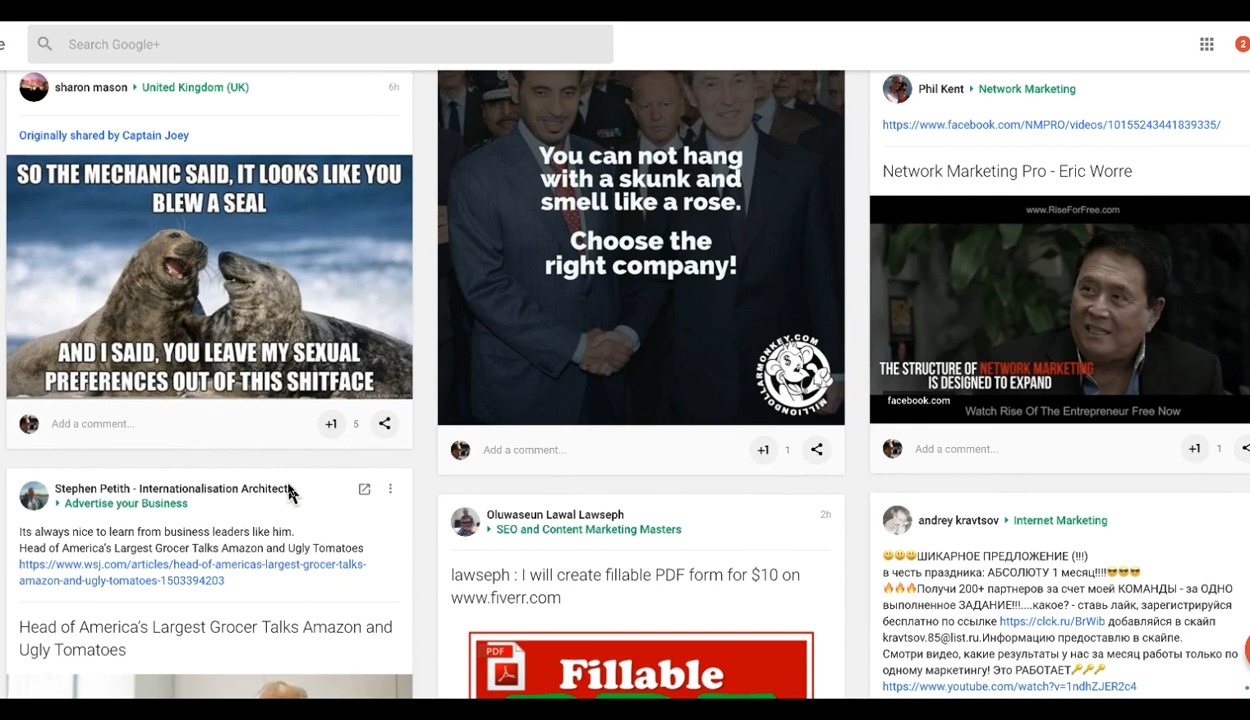 e
Search Google+
2
sharon mason ▸ United Kingdom (UK)
6h
Originally shared by Captain Joey
SO THE MECHANIC SAID, IT LOOKS LIKE YOU
BLEW A SEAL
AND I SAID, YOU LEAVE MY SEXUAL
PREFERENCES OUT OF THIS SHITFACE
Add a comment...
+1
5
Stephen Petith - Internationalisation Architect
▸ Advertise your Business
Its always nice to learn from business leaders like him.
Head of America's Largest Grocer Talks Amazon and Ugly Tomatoes
https://www.wsj.com/articles/head-of-americas-largest-grocer-talks-
amazon-and-ugly-tomatoes-1503394203
Head of America's Largest Grocer Talks Amazon and
Ugly Tomatoes
You can not hang
with a skunk and
smell like a rose.
Choose the
right company!
MILLIONDOLLARMONKEY.COM
Add a comment...
+1
1
Oluwaseun Lawal Lawseph
2h
▸ SEO and Content Marketing Masters
lawseph : I will create fillable PDF form for $10 on
www.fiverr.com
PDF
Fillable
Phil Kent ▸ Network Marketing
https://www.facebook.com/NMPRO/videos/10155243441839335/
Network Marketing Pro - Eric Worre
www.RiseForFree.com
THE STRUCTURE OF NETWORK MARKETING
IS DESIGNED TO EXPAND
facebook.com
Watch Rise Of The Entrepreneur Free Now
Add a comment...
+1
1
andrey kravtsov ▸ Internet Marketing
😃😃😃ШИКАРНОЕ ПРЕДЛОЖЕНИЕ (!!!)
в честь праздника: АБСОЛЮТУ 1 месяц!!!!😎😎😎
🔥🔥🔥Получи 200+ партнеров за счет моей КОМАНДЫ - за ОДНО
выполненное ЗАДАНИЕ!!!....какое? - ставь лайк, зарегистрируйся
бесплатно по ссылке https://clck.ru/BrWib добавляйся в скайп
kravtsov.85@list.ru.Информацию предоставлю в скайпе.
Смотри видео, какие результаты у нас за месяц работы только по
одному маркетингу! Это РАБОТАЕТ🔑🔑🔑
https://www.youtube.com/watch?v=1ndhZJER2c4